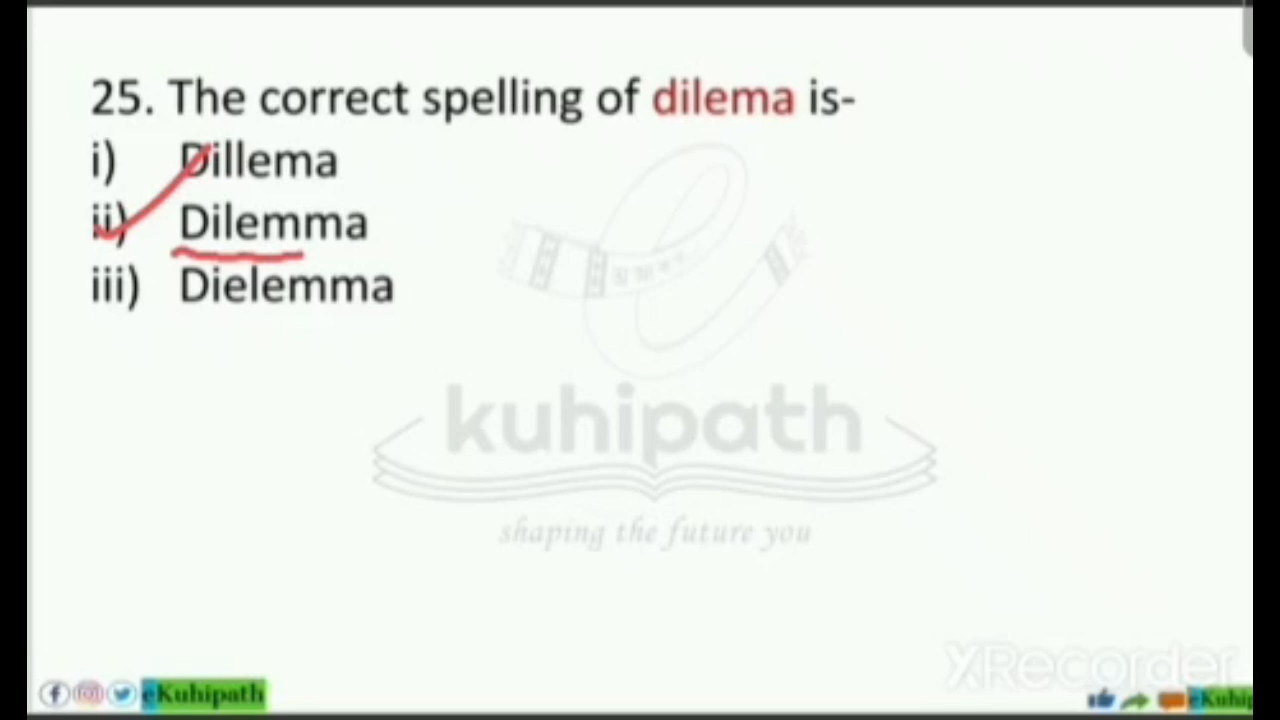 25. The correct spelling of dilema is-
i) Dillema
ii) Dilemma
iii) Dielemma
kuhipath
shaping the future you
XRecorder
eKuhipath
eKuhip